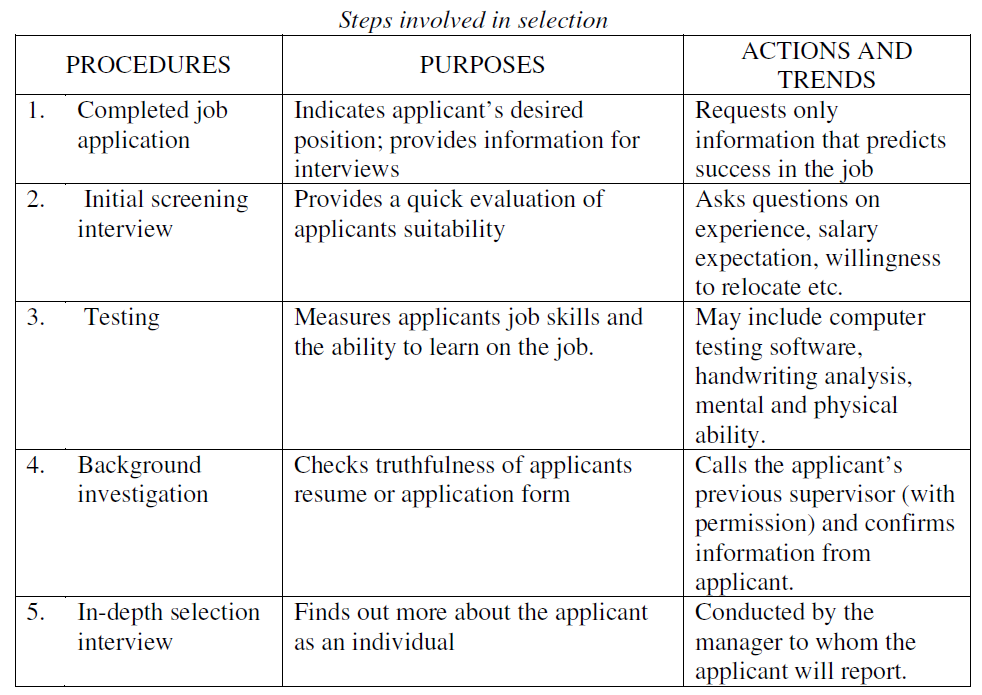 Steps involved in selection
PROCEDURES
PURPOSES
ACTIONS AND
TRENDS
1. Completed job
application
Indicates applicant's desired
position; provides information for
interviews
Requests only
information that predicts
success in the job
2. Initial screening
interview
Provides a quick evaluation of
applicants suitability
Asks questions on
experience, salary
expectation, willingness
to relocate etc.
3. Testing
Measures applicants job skills and
the ability to learn on the job.
May include computer
testing software,
handwriting analysis,
mental and physical
ability.
4. Background
investigation
Checks truthfulness of applicants
resume or application form
Calls the applicant's
previous supervisor (with
permission) and confirms
information from
applicant.
5. In-depth selection
interview
Finds out more about the applicant
as an individual
Conducted by the
manager to whom the
applicant will report.